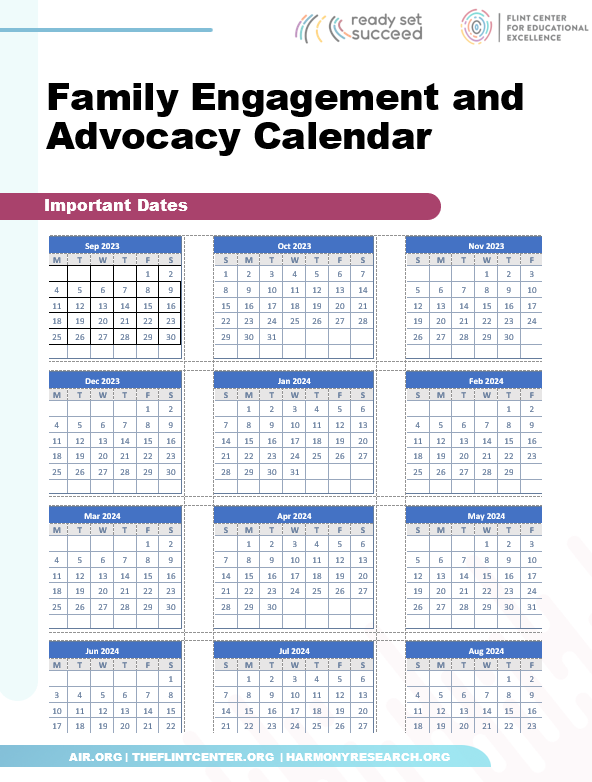 ready set
succeed
FLINT CENTER
FOR EDUCATIONAL
EXCELLENCE
Family Engagement and
Advocacy Calendar
Important Dates
Sep 2023
M T W T F S
1 2
4 5 6 7 8 9
11 12 13 14 15 16
18 19 20 21 22 23
25 26 27 28 29 30
Oct 2023
S M T W T F S
1 2 3 4 5 6 7
8 9 10 11 12 13 14
15 16 17 18 19 20 21
22 23 24 25 26 27 28
29 30 31
Nov 2023
S M T W T F
1 2 3
5 6 7 8 9 10
12 13 14 15 16 17
19 20 21 22 23 24
26 27 28 29 30
Dec 2023
M T W T F S
1 2
4 5 6 7 8 9
11 12 13 14 15 16
18 19 20 21 22 23
25 26 27 28 29 30
Jan 2024
S M T W T F S
1 2 3 4 5 6
7 8 9 10 11 12 13
14 15 16 17 18 19 20
21 22 23 24 25 26 27
28 29 30 31
Feb 2024
S M T W T F
1 2
4 5 6 7 8 9
11 12 13 14 15 16
18 19 20 21 22 23
25 26 27 28 29
Mar 2024
M T W T F S
1 2
4 5 6 7 8 9
11 12 13 14 15 16
18 19 20 21 22 23
25 26 27 28 29 30
Apr 2024
S M T W T F S
1 2 3 4 5 6
7 8 9 10 11 12 13
14 15 16 17 18 19 20
21 22 23 24 25 26 27
28 29 30
May 2024
S M T W T F
1 2 3
5 6 7 8 9 10
12 13 14 15 16 17
19 20 21 22 23 24
26 27 28 29 30 31
Jun 2024
M T W T F S
1
3 4 5 6 7 8
10 11 12 13 14 15
17 18 19 20 21 22
Jul 2024
S M T W T F S
1 2 3 4 5 6
7 8 9 10 11 12 13
14 15 16 17 18 19 20
21 22 23 24 25 26 27
Aug 2024
S M T W T F
1 2
4 5 6 7 8 9
11 12 13 14 15 16
18 19 20 21 22 23
AIR.ORG | THEFLINTCENTER.ORG | HARMONYRESEARCH.ORG